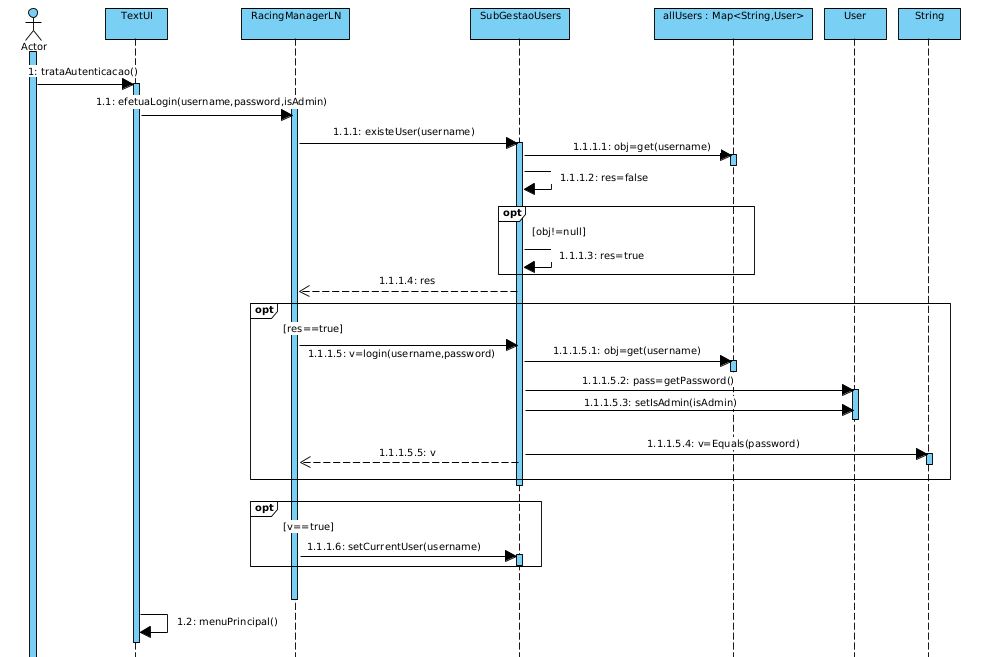 TextUI
RacingManagerLN
SubGestaoUsers
allUsers : Map<String,User>
User
String
Actor
1: trataAutenticacao()
1.1: efetuaLogin(username,password,isAdmin)
1.1.1: existeUser(username)
1.1.1.1: obj=get(username)
1.1.1.2: res=false
opt
[obj!=null]
1.1.1.3: res=true
1.1.1.4: res
opt
[res==true]
1.1.1.5: v=login(username,password)
1.1.1.5.1: obj=get(username)
1.1.1.5.2: pass=getPassword()
1.1.1.5.3: setIsAdmin(isAdmin)
1.1.1.5.4: v=Equals(password)
1.1.1.5.5: v
opt
[v==true]
1.1.1.6: setCurrentUser(username)
1.2: menuPrincipal()